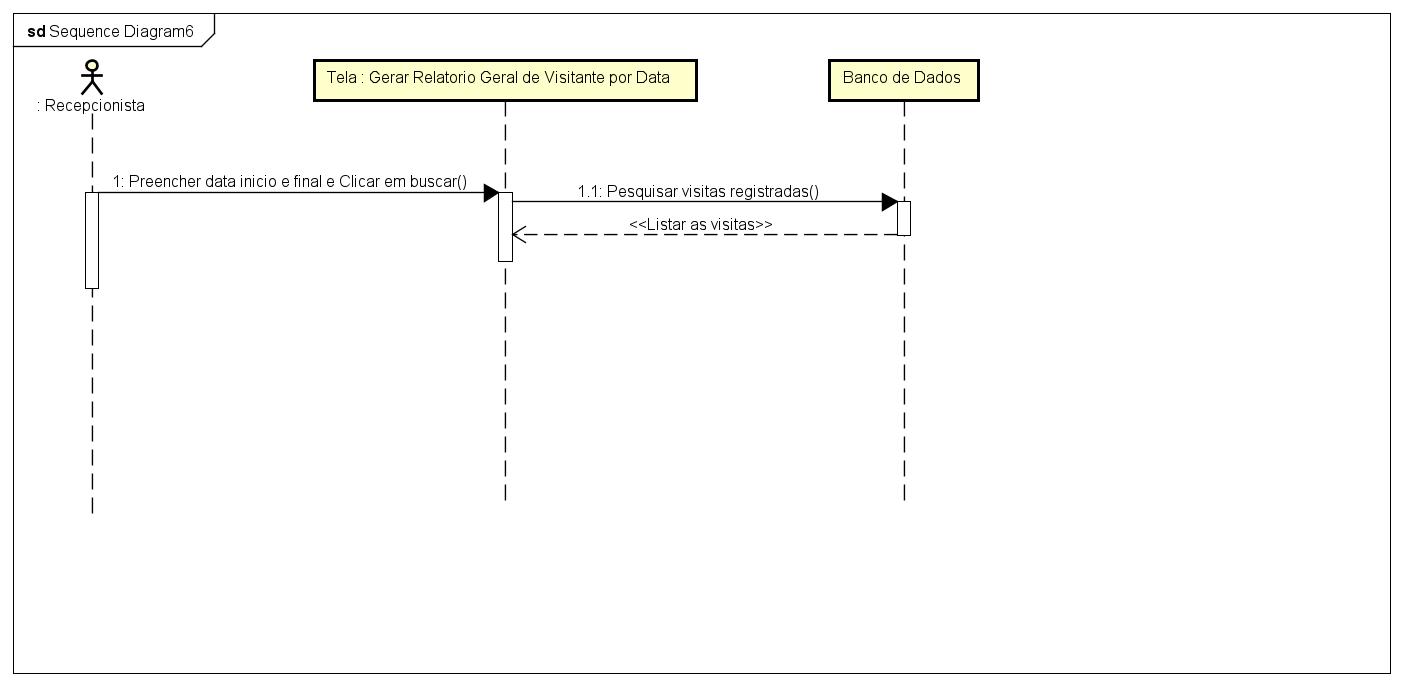 sd Sequence Diagram6
: Recepcionista
Tela : Gerar Relatorio Geral de Visitante por Data
Banco de Dados
1: Preencher data inicio e final e Clicar em buscar()
1.1: Pesquisar visitas registradas()
<<Listar as visitas>>